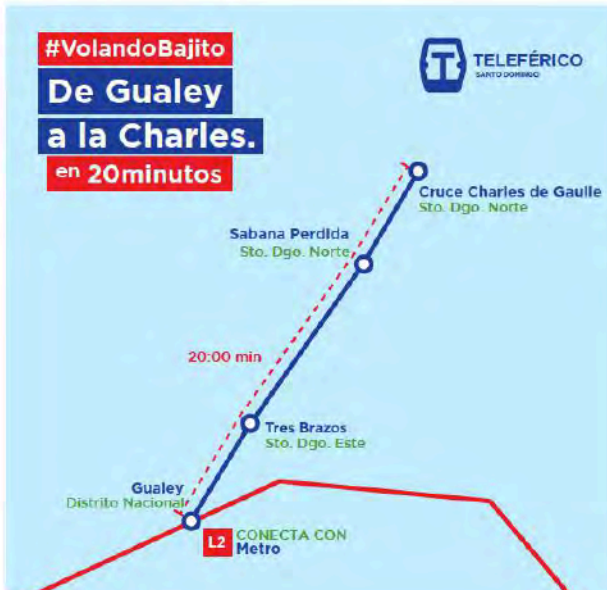 #VolandoBajito
De Gualey
a la Charles.
en 20minutos
TELEFÉRICO
SANTO DOMINGO
Cruce Charles de Gaulle
Sto. Dgo. Norte
Sabana Perdida
Sto. Dgo. Norte
20:00 min
Tres Brazos
Sto. Dgo. Este
Gualey
Distrito Nacional
L2 CONECTA CON
Metro